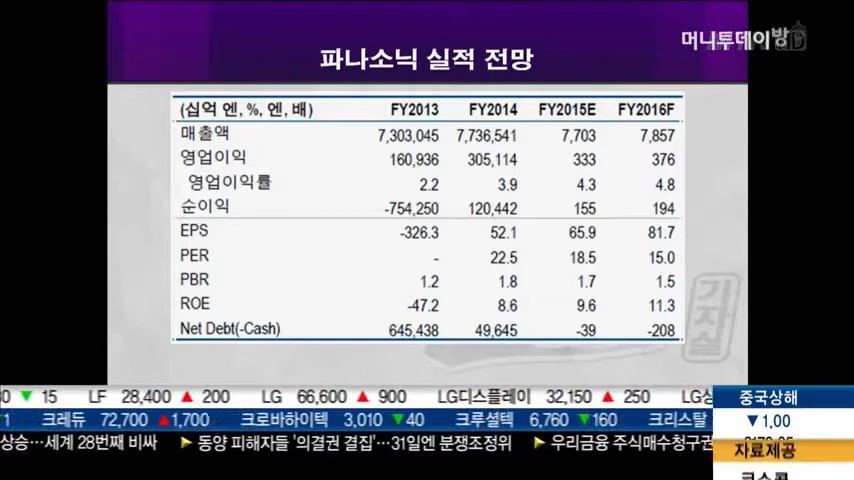 머니투데이방
파나소닉 실적 전망
(십억 엔, %, 엔, 배) FY2013 FY2014 FY2015E FY2016F
매출액 7,303,045 7,736,541 7,703 7,857
영업이익 160,936 305,114 333 376
영업이익률 2.2 3.9 4.3 4.8
순이익 -754,250 120,442 155 194
EPS -326.3 52.1 65.9 81.7
PER - 22.5 18.5 15.0
PBR 1.2 1.8 1.7 1.5
ROE -47.2 8.6 9.6 11.3
Net Debt(-Cash) 645,438 49,645 -39 -208
기자실
▼ 15 LF 28,400 ▲ 200 LG 66,600 ▲ 900 LG디스플레이 32,150 ▲ 250
크레듀 72,700 ▲1,700 크로바하이텍 3,010 ▼40 크루셜텍 6,760 ▼160 크리스탈
상승…세계 28번째 비싸 ▶ 동양 피해자들 '의결권 결집'…31일엔 분쟁조정위 ▶ 우리금융 주식매수청구권
중국상해
▼1,00
자료제공